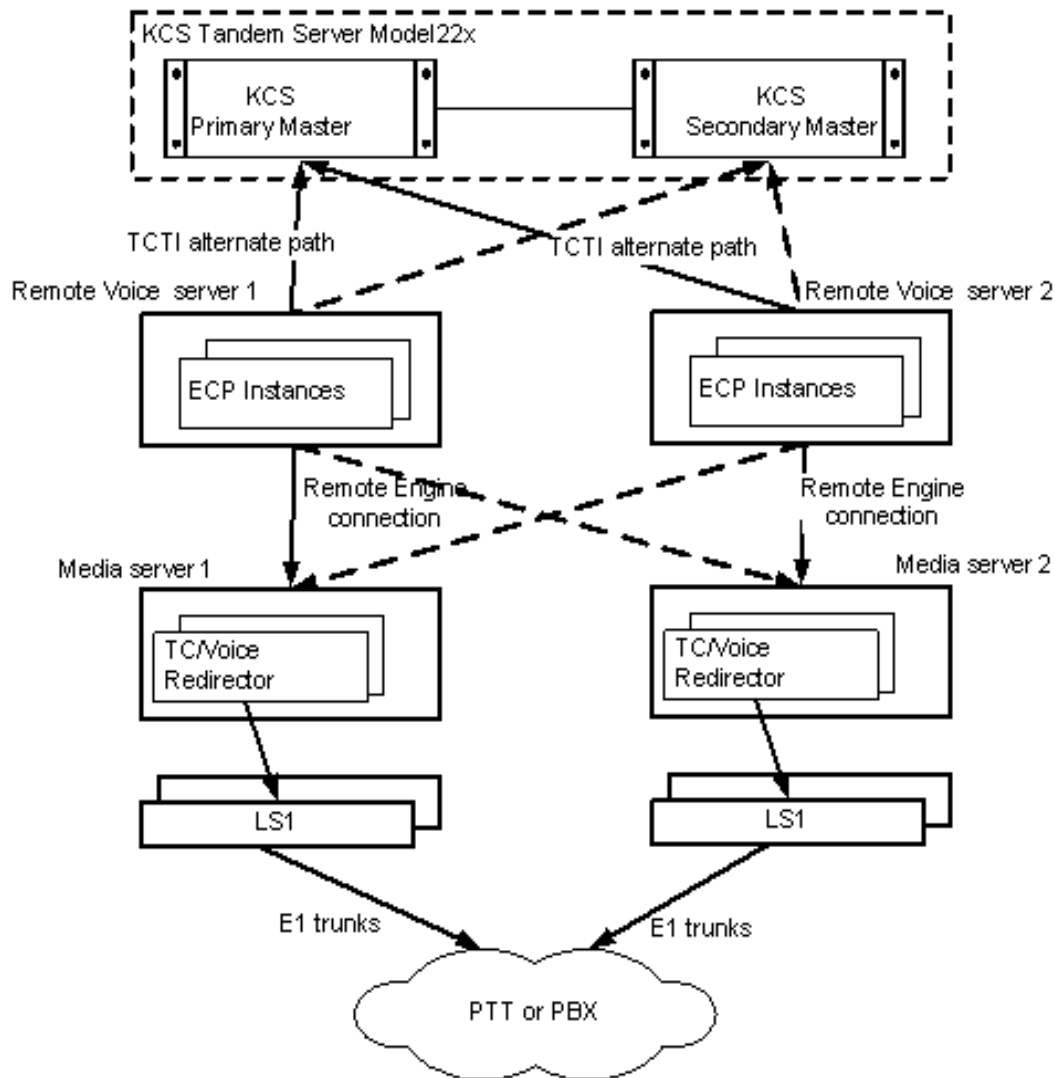 KCS Tandem Server Model 22x
KCS
Primary Master
KCS
Secondary Master
TCTI alternate path
TCTI alternate path
Remote Voice server 1
Remote Voice server 2
ECP Instances
ECP Instances
Remote Engine
connection
Remote Engine
connection
Media server 1
Media server 2
TC/Voice
Redirector
TC/Voice
Redirector
LS1
LS1
E1 trunks
E1 trunks
PTT or PBX